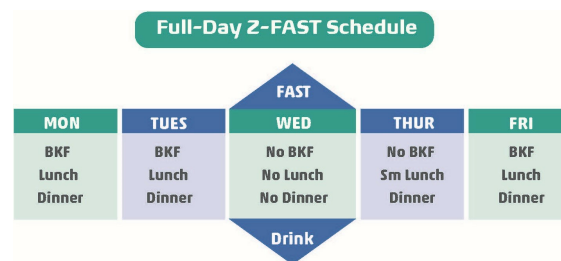 Full-Day Z-FAST Schedule
FAST
MON TUES WED THUR FRI
BKF BKF No BKF No BKF BKF
Lunch Lunch No Lunch Sm Lunch Lunch
Dinner Dinner No Dinner Dinner Dinner
Drink